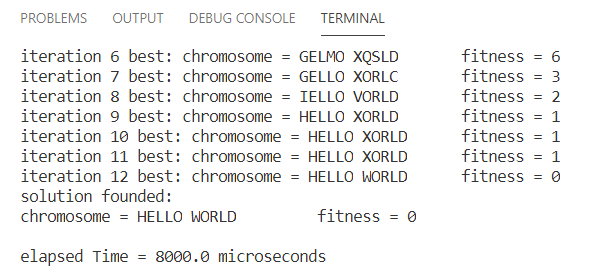 PROBLEMS OUTPUT DEBUG CONSOLE TERMINAL
iteration 6 best: chromosome = GELMO XQSLD fitness = 6
iteration 7 best: chromosome = GELLO XORLC fitness = 3
iteration 8 best: chromosome = IELLO VORLD fitness = 2
iteration 9 best: chromosome = HELLO XORLD fitness = 1
iteration 10 best: chromosome = HELLO XORLD fitness = 1
iteration 11 best: chromosome = HELLO XORLD fitness = 1
iteration 12 best: chromosome = HELLO WORLD fitness = 0
solution founded:
chromosome = HELLO WORLD fitness = 0
elapsed Time = 8000.0 microseconds